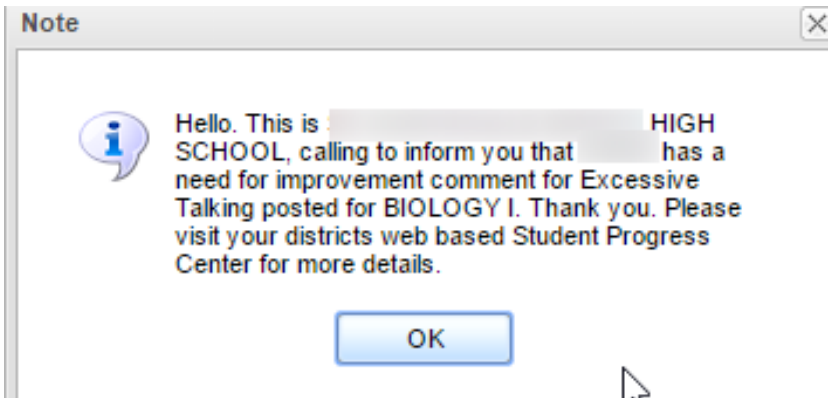 Note
Hello. This is HIGH
SCHOOL, calling to inform you that has a
need for improvement comment for Excessive
Talking posted for BIOLOGY I. Thank you. Please
visit your districts web based Student Progress
Center for more details.
OK